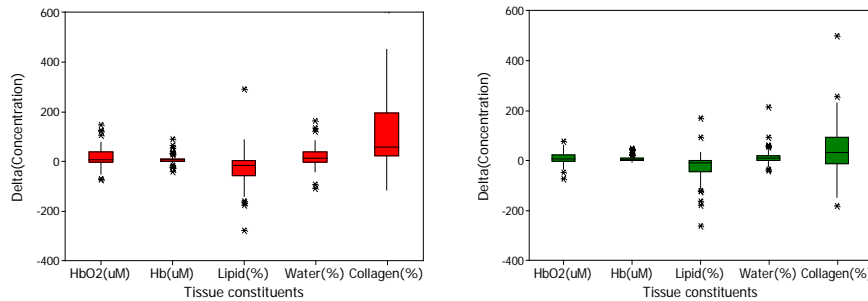 600
400
200
0
-200
-400
Delta(Concentration)
HbO2(uM) Hb(uM) Lipid(%) Water(%) Collagen(%)
Tissue constituents
600
400
200
0
-200
-400
Delta(Concentration)
HbO2(uM) Hb(uM) Lipid(%) Water(%) Collagen(%)
Tissue constituents